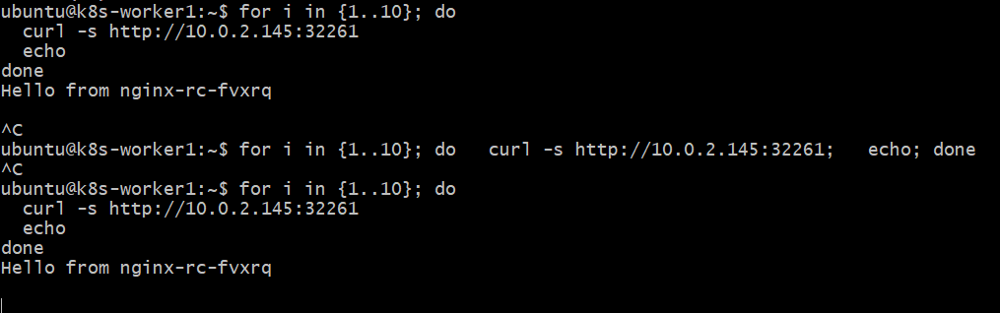 ubuntu@k8s-worker1:~$ for i in {1..10}; do
  curl -s http://10.0.2.145:32261
  echo
done
Hello from nginx-rc-fvxrq

^C
ubuntu@k8s-worker1:~$ for i in {1..10}; do   curl -s http://10.0.2.145:32261;   echo; done
^C
ubuntu@k8s-worker1:~$ for i in {1..10}; do
  curl -s http://10.0.2.145:32261
  echo
done
Hello from nginx-rc-fvxrq